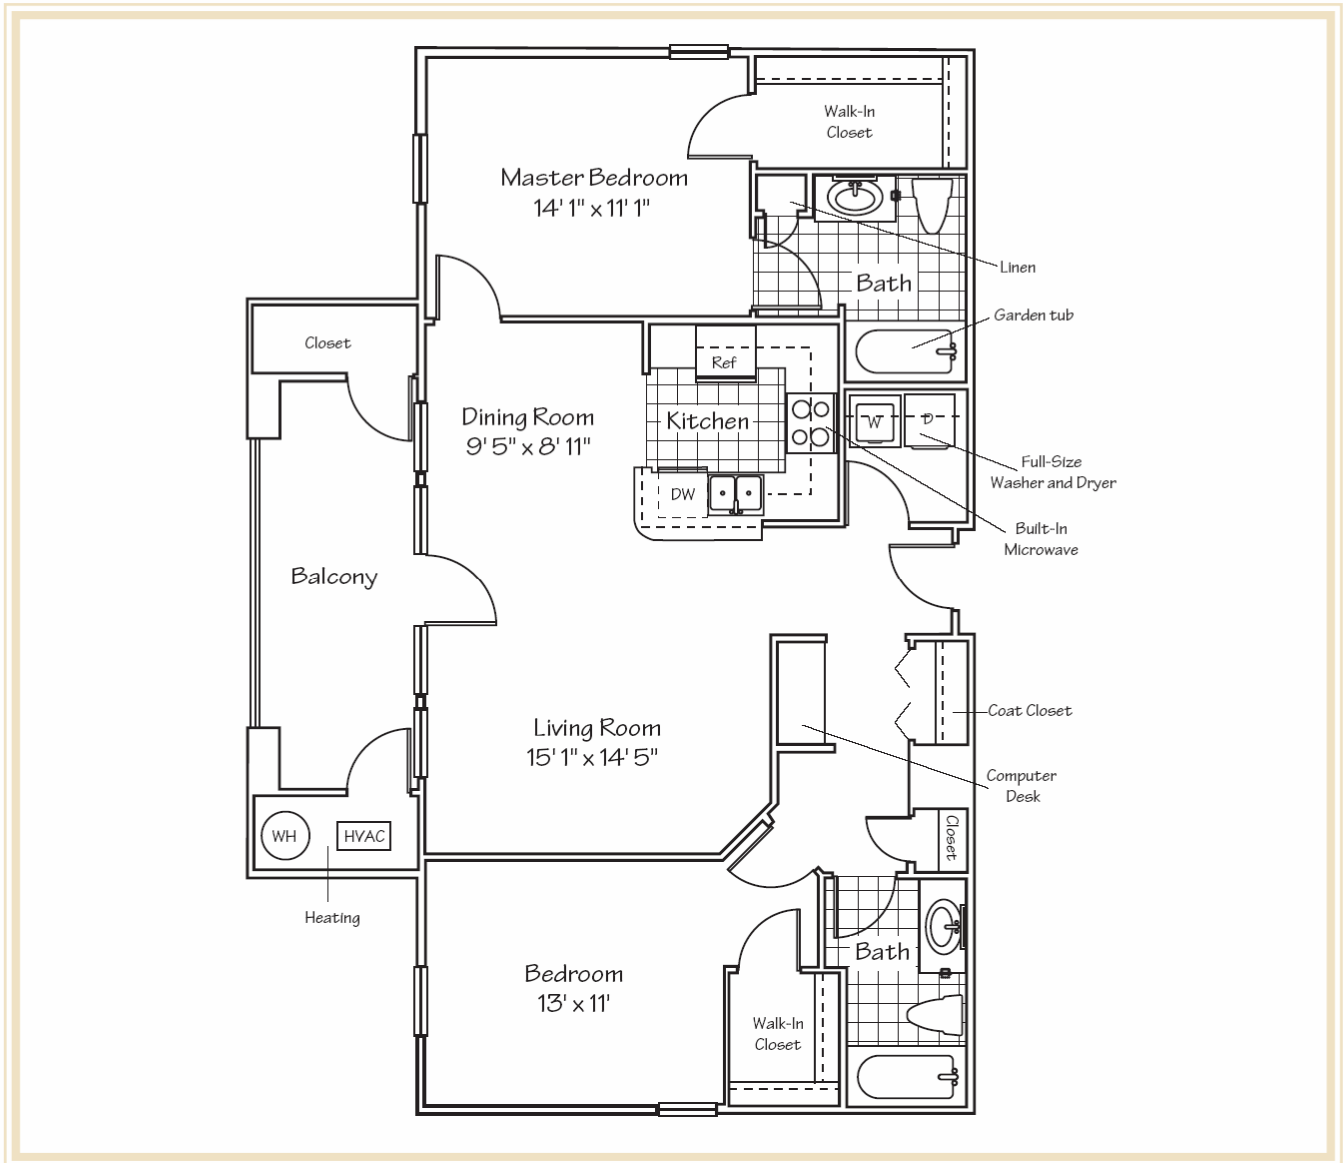 Walk-In
Closet
Master Bedroom
14' 1" x 11' 1"
Linen
Bath
Garden tub
Closet
Ref
Dining Room
9' 5" x 8' 11"
Kitchen
W
D
Full-Size
Washer and Dryer
DW
Built-In
Microwave
Balcony
Living Room
15' 1" x 14' 5"
Coat Closet
Computer
Desk
WH
HVAC
Closet
Heating
Bath
Bedroom
13' x 11'
Walk-In
Closet